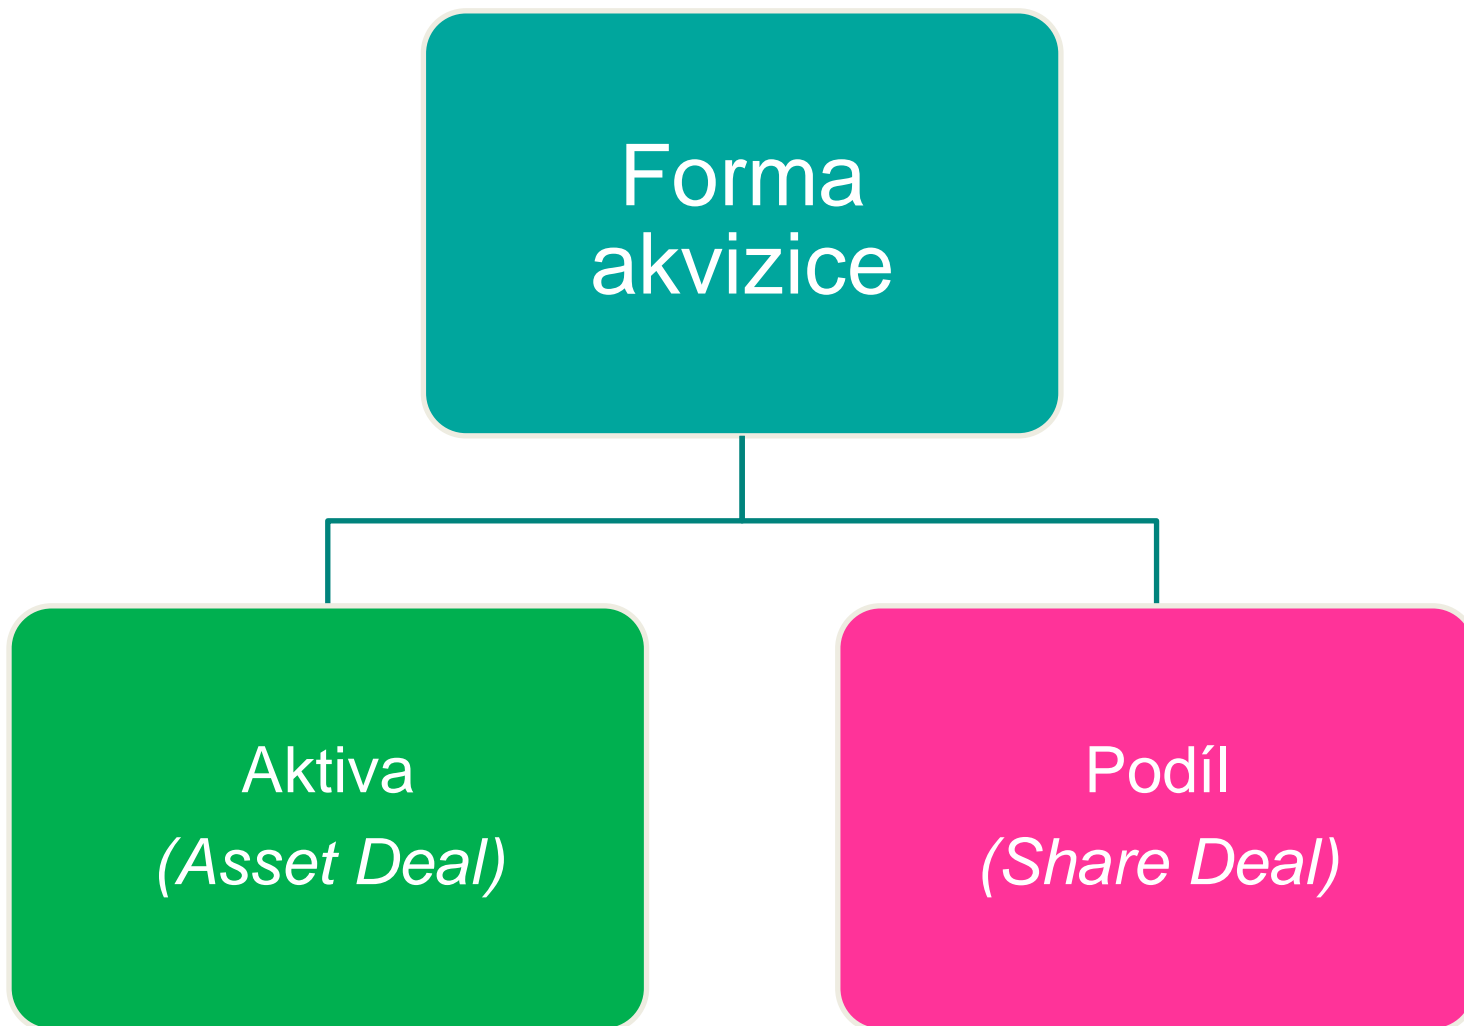 Forma
akvizice
Aktiva
(Asset Deal)
Podíl
(Share Deal)